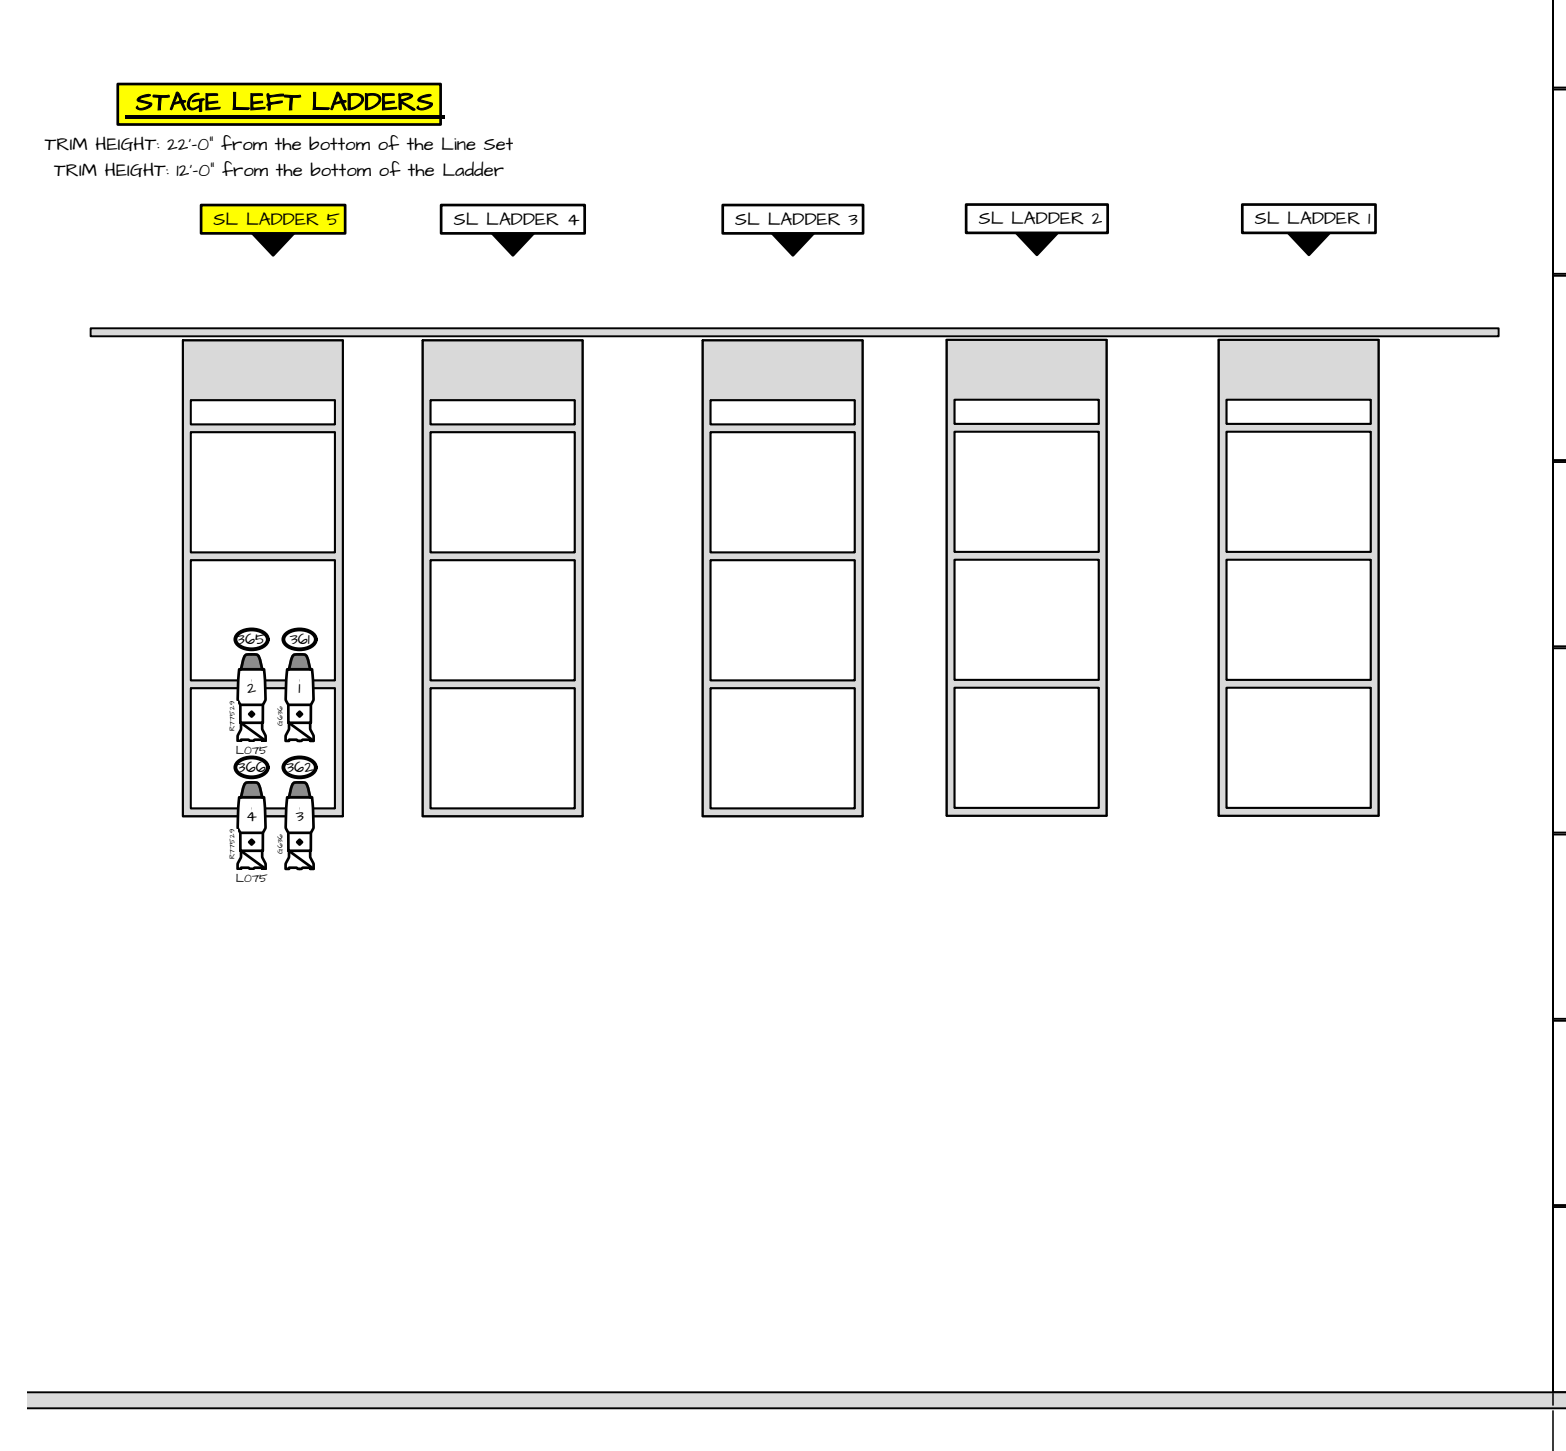 STAGE LEFT LADDERS
TRIM HEIGHT: 22'-0" from the bottom of the Line Set
TRIM HEIGHT: 12'-0" from the bottom of the Ladder
SL LADDER 5
SL LADDER 4
SL LADDER 3
SL LADDER 2
SL LADDER 1
365
361
2
1
R77529
L075
366
362
4
3
R77529
L075